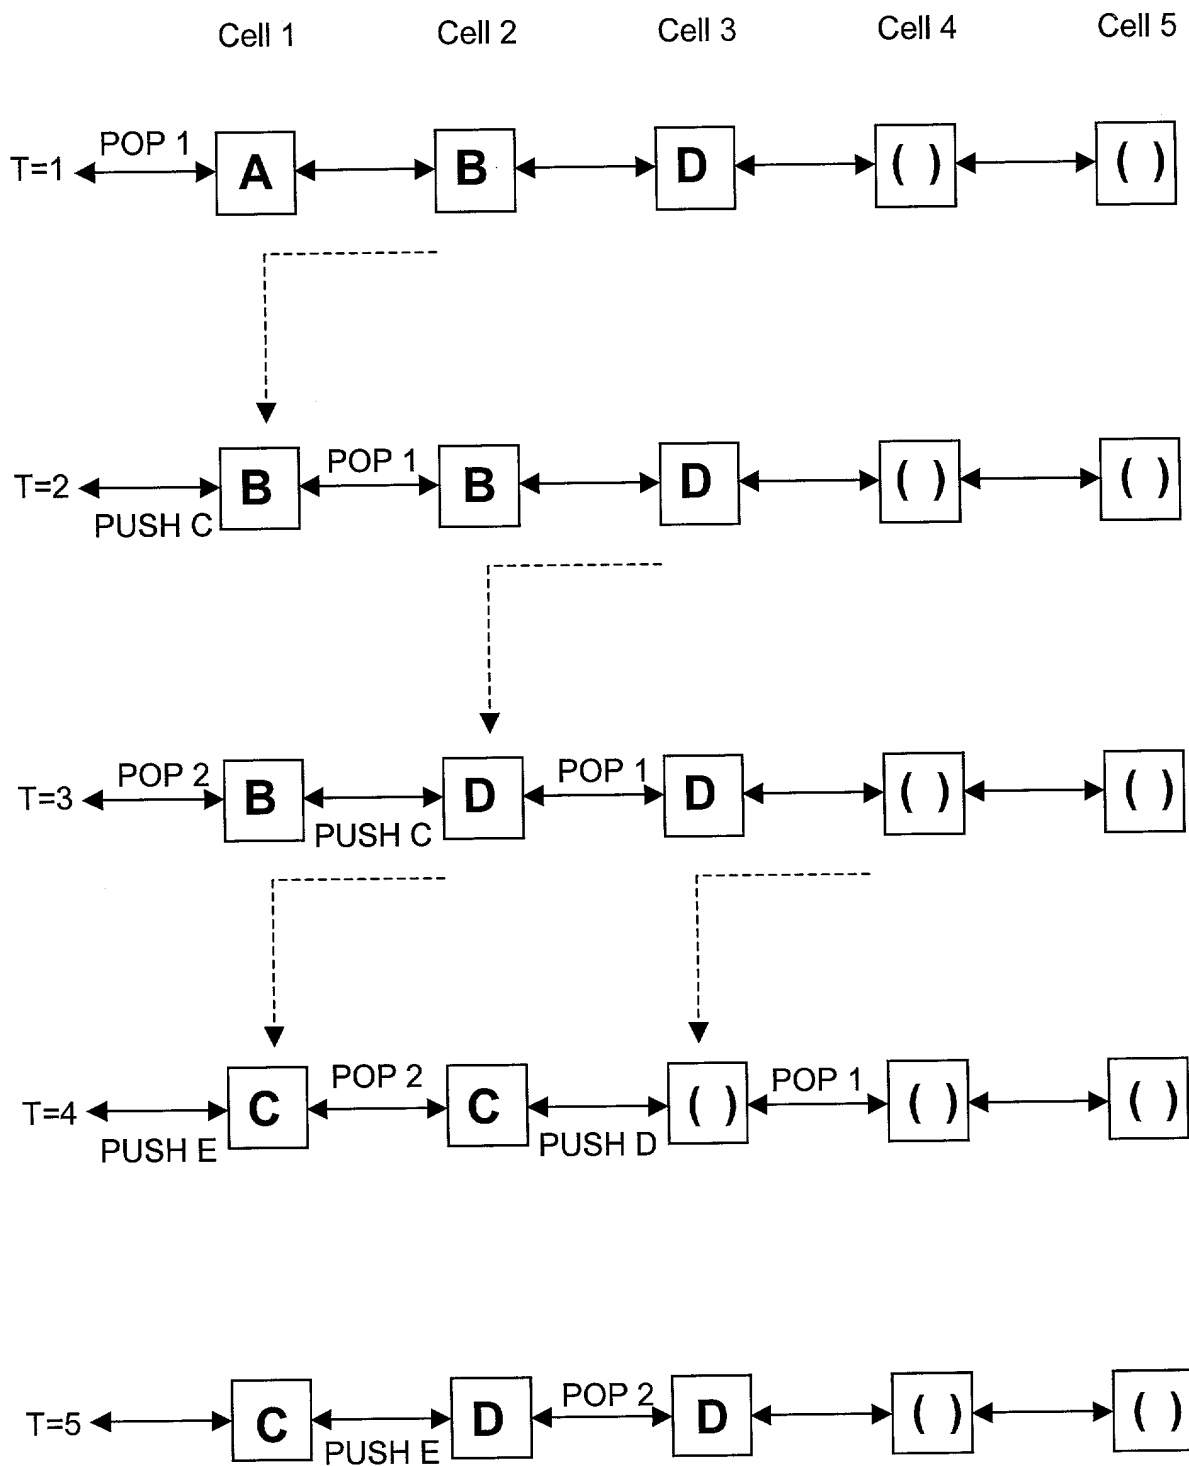 Cell 1 Cell 2 Cell 3 Cell 4 Cell 5
POP 1
T=1 A B D ( ) ( )
POP 1
T=2 B B D ( ) ( )
PUSH C
POP 2 POP 1
T=3 B D D ( ) ( )
PUSH C
POP 2 POP 1
T=4 C C ( ) ( ) ( )
PUSH E PUSH D
POP 2
T=5 C D D ( ) ( )
PUSH E